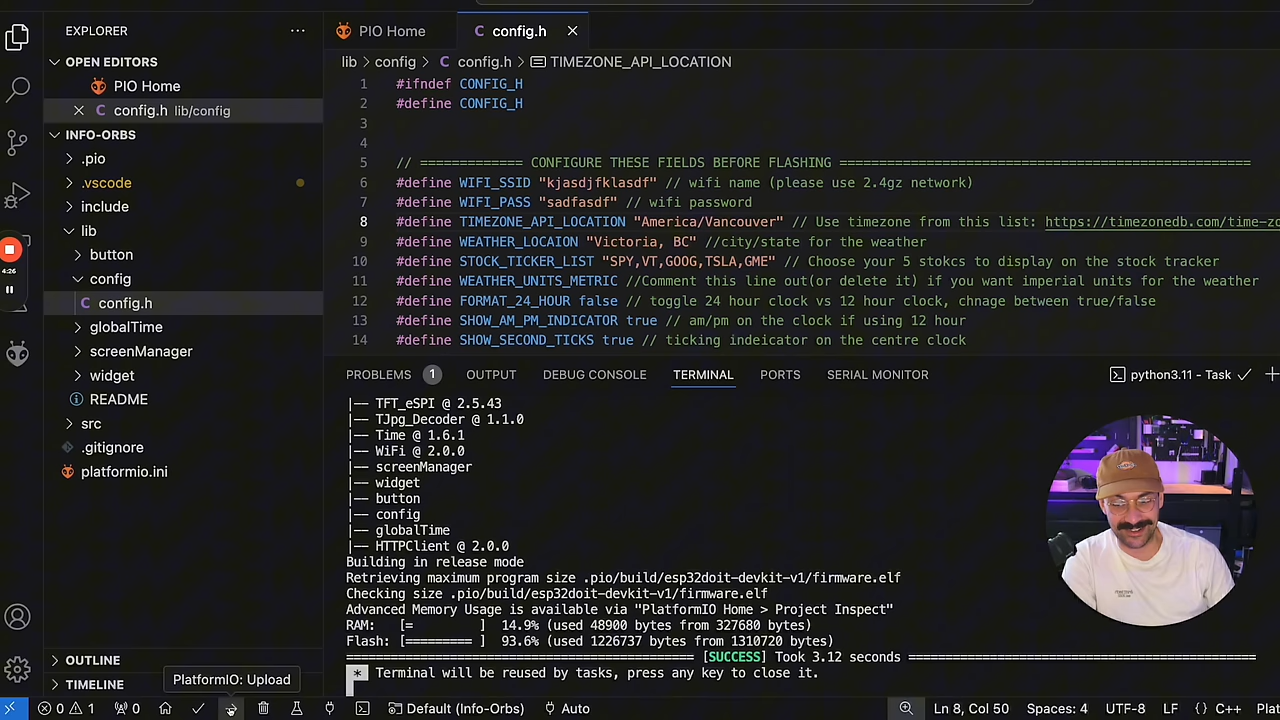 EXPLORER
OPEN EDITORS
PIO Home
config.h lib/config
INFO-ORBS
.pio
.vscode
include
lib
button
config
config.h
globalTime
screenManager
widget
README
src
.gitignore
platformio.ini
OUTLINE
TIMELINE
PlatformIO: Upload
4:26
PIO Home
C config.h
lib > config > C config.h > TIMEZONE_API_LOCATION
1 #ifndef CONFIG_H
2 #define CONFIG_H
3
4
5 // ============= CONFIGURE THESE FIELDS BEFORE FLASHING ====================================================
6 #define WIFI_SSID "kjasdjfklasdf" // wifi name (please use 2.4gz network)
7 #define WIFI_PASS "sadfasdf" // wifi password
8 #define TIMEZONE_API_LOCATION "America/Vancouver" // Use timezone from this list: https://timezonedb.com/time-zo
9 #define WEATHER_LOCAION "Victoria, BC" //city/state for the weather
10 #define STOCK_TICKER_LIST "SPY,VT,GOOG,TSLA,GME" // Choose your 5 stokcs to display on the stock tracker
11 #define WEATHER_UNITS_METRIC //Comment this line out(or delete it) if you want imperial units for the weather
12 #define FORMAT_24_HOUR false // toggle 24 hour clock vs 12 hour clock, chnage between true/false
13 #define SHOW_AM_PM_INDICATOR true // am/pm on the clock if using 12 hour
14 #define SHOW_SECOND_TICKS true // ticking indeicator on the centre clock
PROBLEMS 1 OUTPUT DEBUG CONSOLE TERMINAL PORTS SERIAL MONITOR python3.11 - Task
|-- TFT_eSPI @ 2.5.43
|-- TJpg_Decoder @ 1.1.0
|-- Time @ 1.6.1
|-- WiFi @ 2.0.0
|-- screenManager
|-- widget
|-- button
|-- config
|-- globalTime
|-- HTTPClient @ 2.0.0
Building in release mode
Retrieving maximum program size .pio/build/esp32doit-devkit-v1/firmware.elf
Checking size .pio/build/esp32doit-devkit-v1/firmware.elf
Advanced Memory Usage is available via "PlatformIO Home > Project Inspect"
RAM: [= ] 14.9% (used 48900 bytes from 327680 bytes)
Flash: [========= ] 93.6% (used 1226737 bytes from 1310720 bytes)
======================================= [SUCCESS] Took 3.12 seconds =======================================
* Terminal will be reused by tasks, press any key to close it.
0 1 0 Default (Info-Orbs) Auto Ln 8, Col 50 Spaces: 4 UTF-8 LF {} C++ Plat